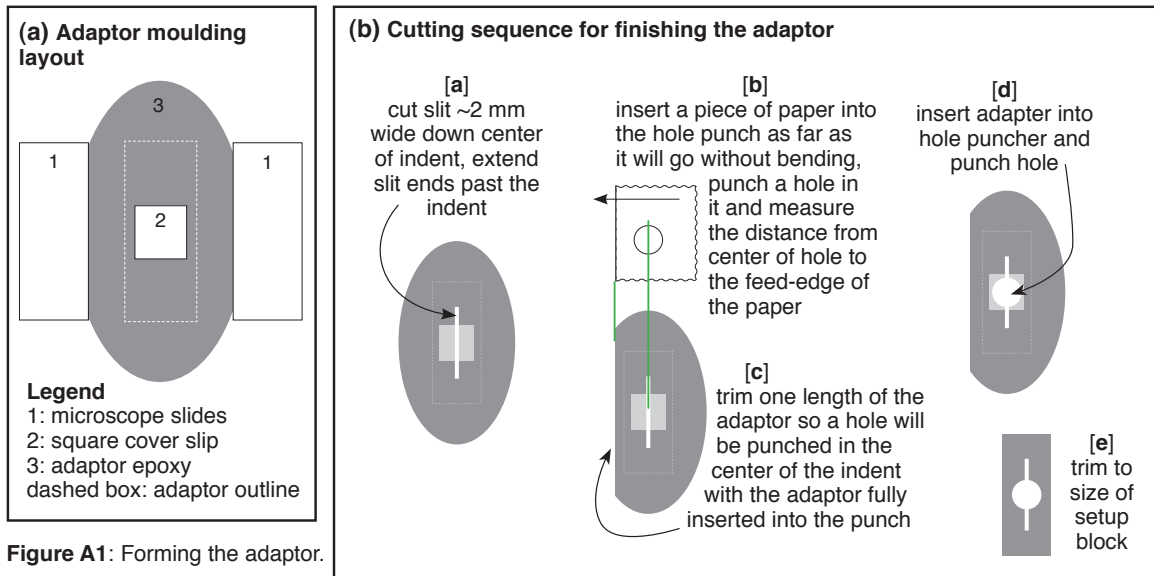 (a) Adaptor moulding
layout
3
1
1
2
Legend
1: microscope slides
2: square cover slip
3: adaptor epoxy
dashed box: adaptor outline
Figure A1: Forming the adaptor.
(b) Cutting sequence for finishing the adaptor
[a]
cut slit ~2 mm
wide down center
of indent, extend
slit ends past the
indent
[b]
insert a piece of paper into
the hole punch as far as
it will go without bending,
punch a hole in
it and measure
the distance from
center of hole to
the feed-edge of
the paper
[c]
trim one length of the
adaptor so a hole will
be punched in the
center of the indent
with the adaptor fully
inserted into the punch
[d]
insert adapter into
hole puncher and
punch hole
[e]
trim to
size of
setup
block